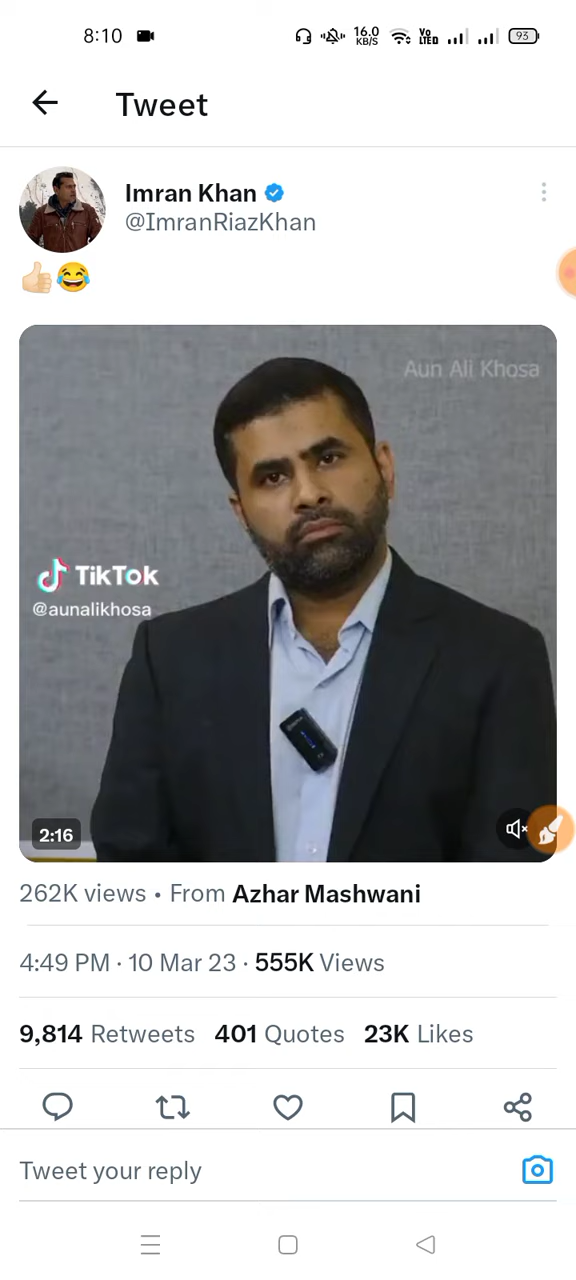 8:10
16.0
KB/S
Vo
LTED
93
Tweet
Imran Khan
@ImranRiazKhan
👍🏻😂
Aun Ali Khosa
TikTok
@aunalikhosa
2:16
262K views • From Azhar Mashwani
4:49 PM · 10 Mar 23 · 555K Views
9,814 Retweets 401 Quotes 23K Likes
Tweet your reply